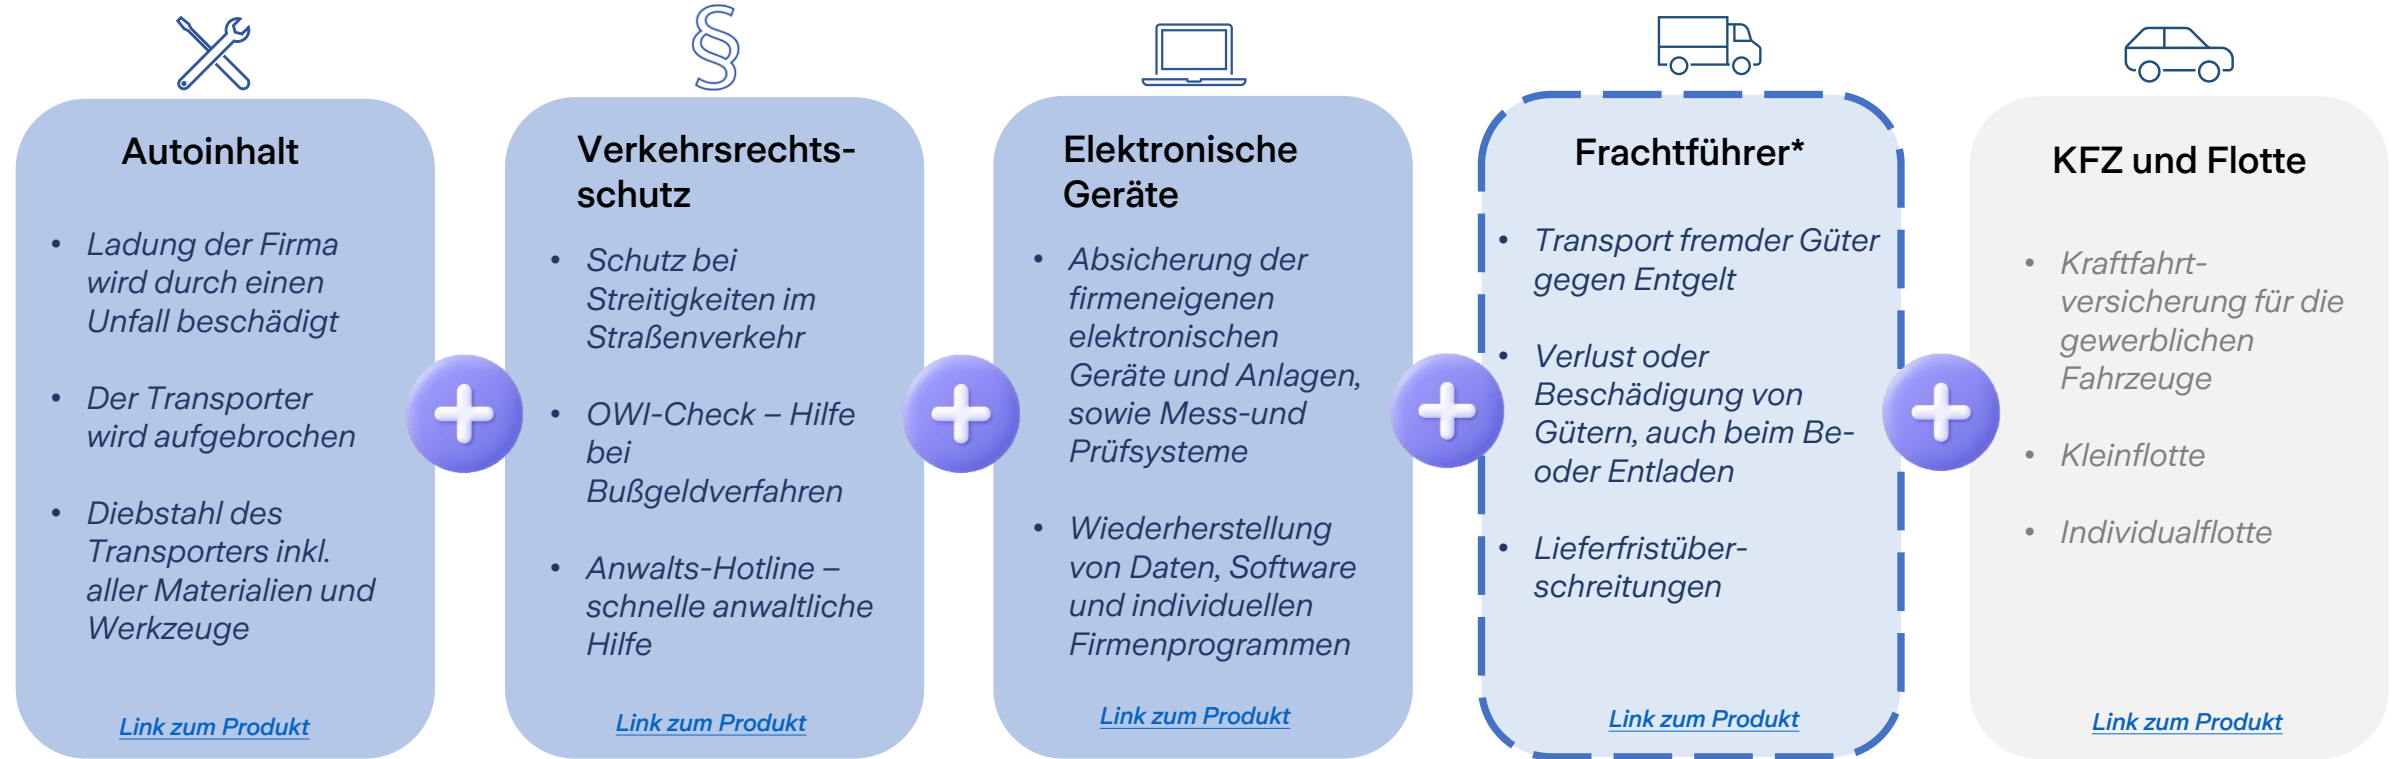 Autoinhalt
• Ladung der Firma
wird durch einen
Unfall beschädigt
• Der Transporter
wird aufgebrochen
• Diebstahl des
Transporters inkl.
aller Materialien und
Werkzeuge
Link zum Produkt
§
Verkehrsrechts-
schutz
• Schutz bei
Streitigkeiten im
Straßenverkehr
• OWI-Check – Hilfe
bei
Bußgeldverfahren
• Anwalts-Hotline –
schnelle anwaltliche
Hilfe
Link zum Produkt
Elektronische
Geräte
• Absicherung der
firmeneigenen
elektronischen
Geräte und Anlagen,
sowie Mess-und
Prüfsysteme
• Wiederherstellung
von Daten, Software
und individuellen
Firmenprogrammen
Link zum Produkt
Frachtführer*
• Transport fremder Güter
gegen Entgelt
• Verlust oder
Beschädigung von
Gütern, auch beim Be-
oder Entladen
• Lieferfristüber-
schreitungen
Link zum Produkt
KFZ und Flotte
• Kraftfahrt-
versicherung für die
gewerblichen
Fahrzeuge
• Kleinflotte
• Individualflotte
Link zum Produkt